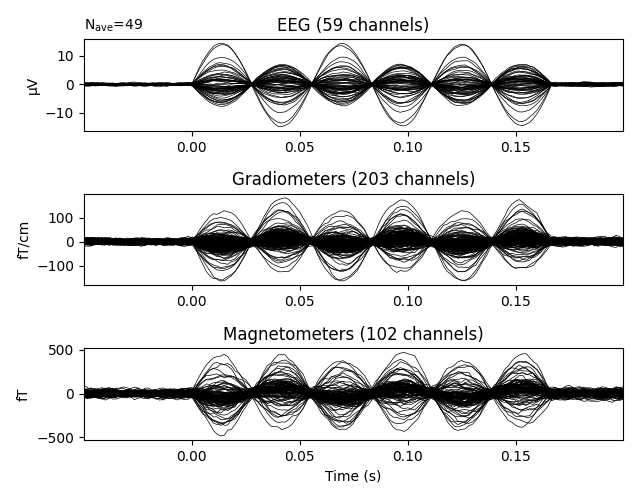 Nave=49
EEG (59 channels)
10
0
−10
µV
0.00 0.05 0.10 0.15
Gradiometers (203 channels)
100
0
−100
fT/cm
0.00 0.05 0.10 0.15
Magnetometers (102 channels)
500
0
−500
fT
0.00 0.05 0.10 0.15
Time (s)